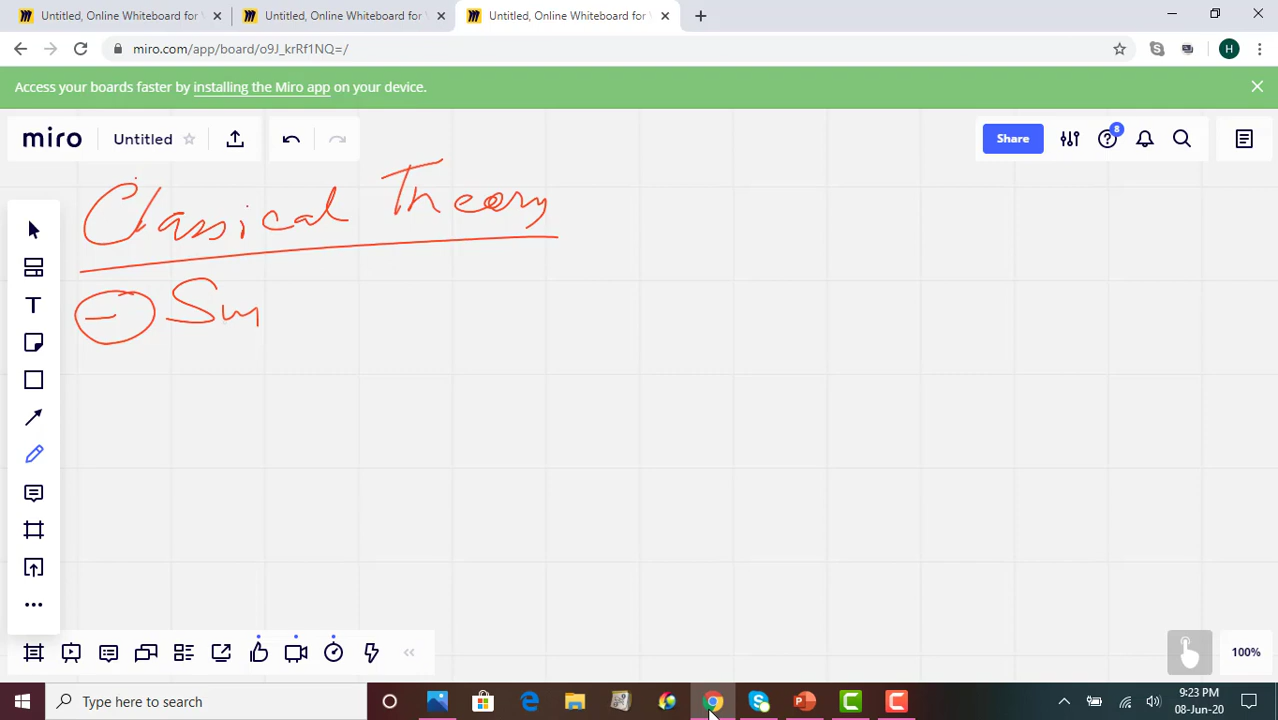 Untitled, Online Whiteboard for V
Untitled, Online Whiteboard for V
Untitled, Online Whiteboard for V
miro.com/app/board/o9J_krRf1NQ=/
H
Access your boards faster by installing the Miro app on your device.
miro
Untitled
8
Share
Classical Theory
- Sm
T
100%
Type here to search
9:23 PM
08-Jun-20